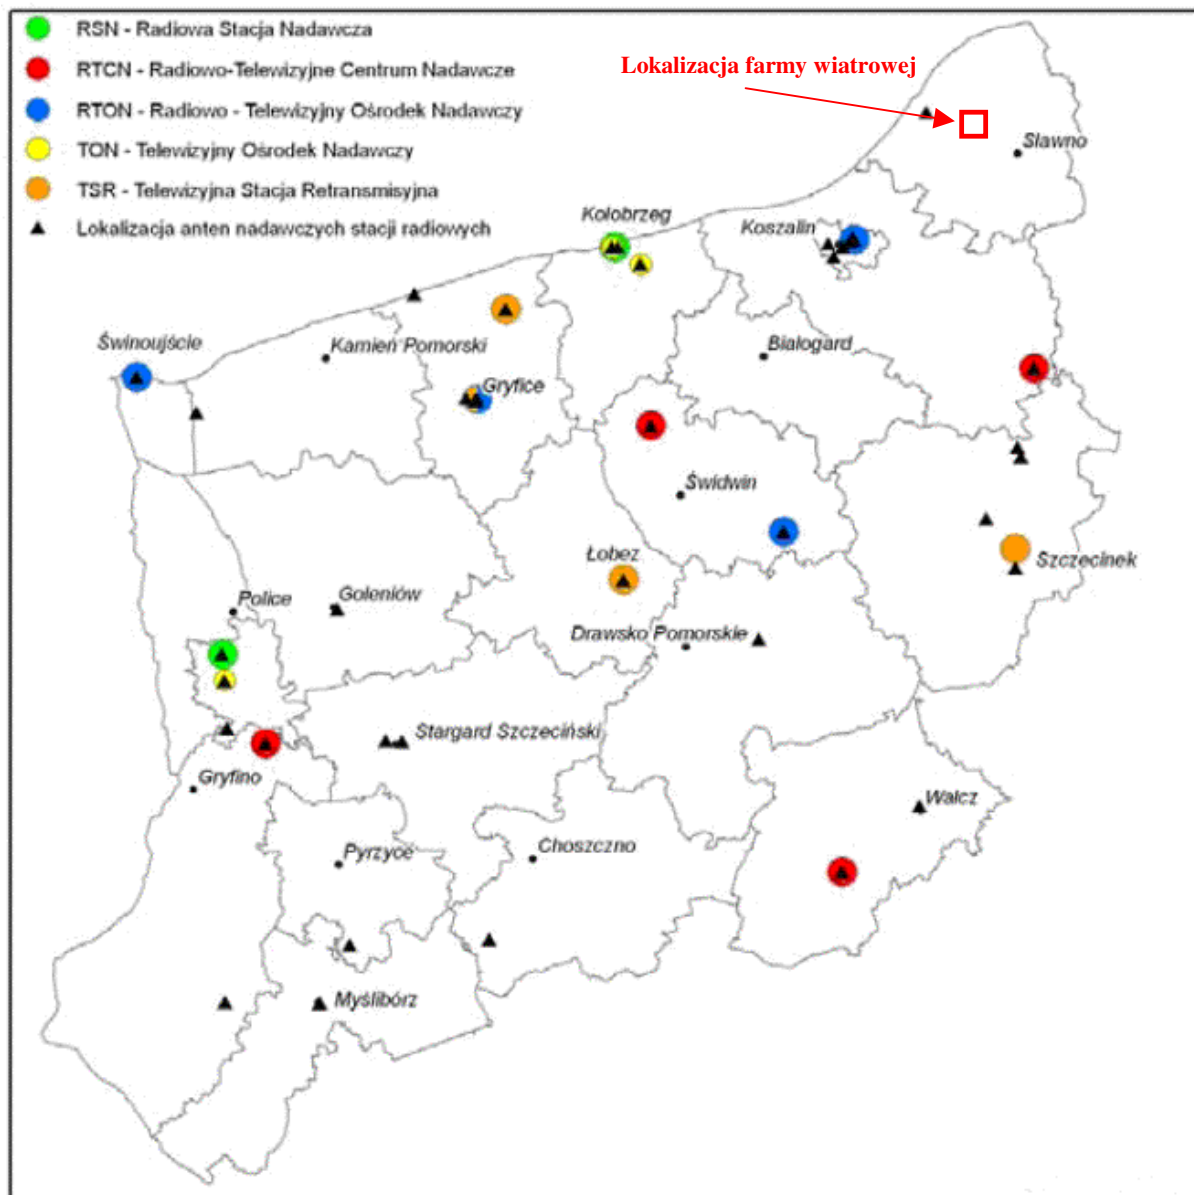 RSN - Radiowa Stacja Nadawcza
RTCN - Radiowo-Telewizyjne Centrum Nadawcze
RTON - Radiowo - Telewizyjny Ośrodek Nadawczy
TON - Telewizyjny Ośrodek Nadawczy
TSR - Telewizyjna Stacja Retransmisyjna
Lokalizacja anten nadawczych stacji radiowych
Lokalizacja farmy wiatrowej
Sławno
Kołobrzeg
Koszalin
Świnoujście
Kamień Pomorski
Białogard
Gryfice
Świdwin
Łobez
Szczecinek
Police
Goleniów
Drawsko Pomorskie
Stargard Szczeciński
Gryfino
Wałcz
Pyrzyce
Choszczno
Myślibórz